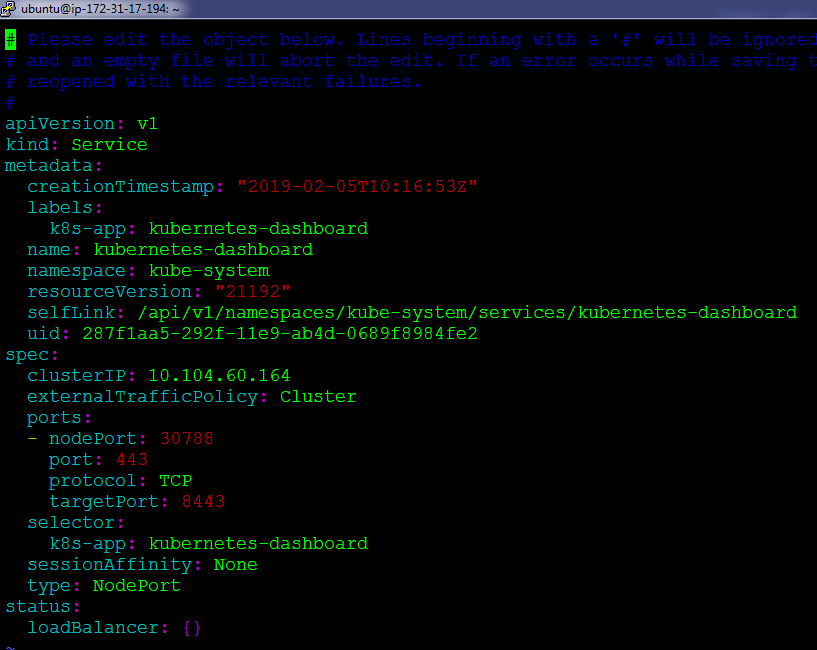 ubuntu@ip-172-31-17-194: ~
# Please edit the object below. Lines beginning with a '#' will be ignored
# and an empty file will abort the edit. If an error occurs while saving t
# reopened with the relevant failures.
#
apiVersion: v1
kind: Service
metadata:
  creationTimestamp: "2019-02-05T10:16:53Z"
  labels:
    k8s-app: kubernetes-dashboard
  name: kubernetes-dashboard
  namespace: kube-system
  resourceVersion: "21192"
  selfLink: /api/v1/namespaces/kube-system/services/kubernetes-dashboard
  uid: 287f1aa5-292f-11e9-ab4d-0689f8984fe2
spec:
  clusterIP: 10.104.60.164
  externalTrafficPolicy: Cluster
  ports:
  - nodePort: 30788
    port: 443
    protocol: TCP
    targetPort: 8443
  selector:
    k8s-app: kubernetes-dashboard
  sessionAffinity: None
  type: NodePort
status:
  loadBalancer: {}
~